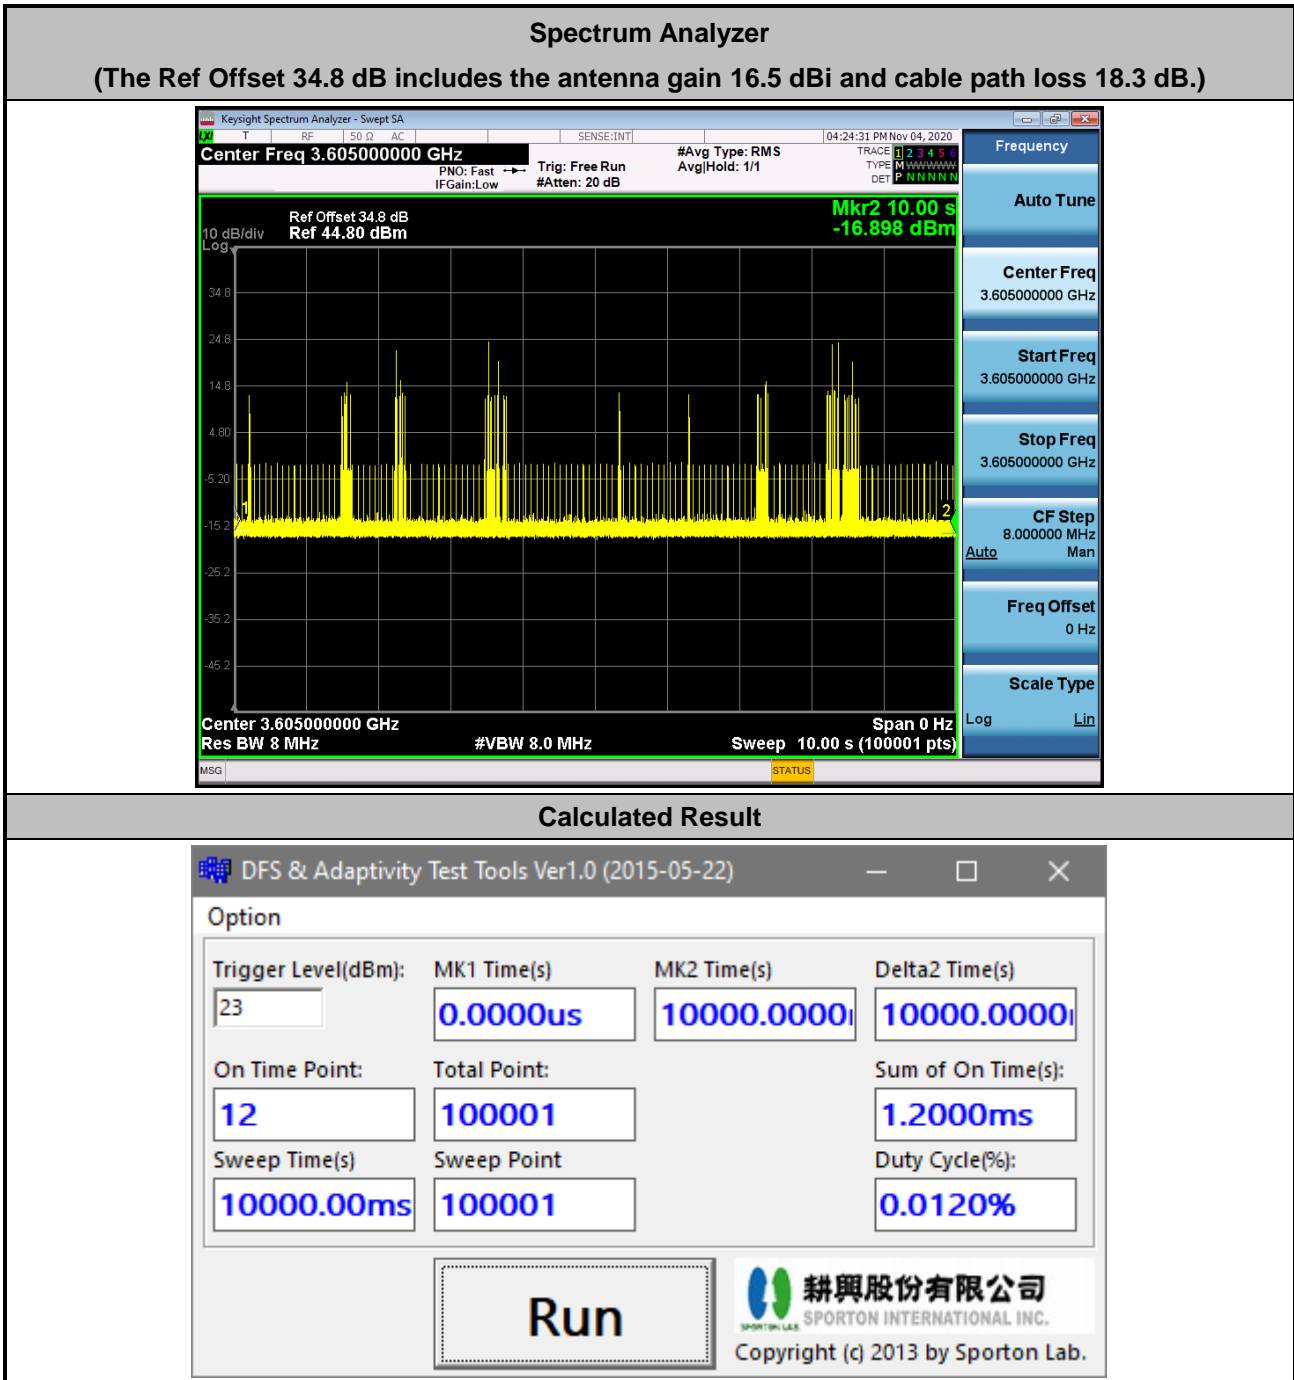 Spectrum Analyzer
(The Ref Offset 34.8 dB includes the antenna gain 16.5 dBi and cable path loss 18.3 dB.)
Keysight Spectrum Analyzer - Swept SA
LXI T RF 50 Ω AC SENSE:INT 04:24:31 PM Nov 04, 2020
Center Freq 3.605000000 GHz
PNO: Fast
IFGain:Low
Trig: Free Run
#Atten: 20 dB
#Avg Type: RMS
Avg|Hold: 1/1
TRACE 1 2 3 4 5 6
TYPE M WWWWW
DET P N N N N N
Mkr2 10.00 s
-16.898 dBm
Ref Offset 34.8 dB
10 dB/div Ref 44.80 dBm
Log
34.8
24.8
14.8
4.80
-5.20
-15.2
-25.2
-35.2
-45.2
1
2
Center 3.605000000 GHz Span 0 Hz
Res BW 8 MHz #VBW 8.0 MHz Sweep 10.00 s (100001 pts)
MSG STATUS
Frequency
Auto Tune
Center Freq
3.605000000 GHz
Start Freq
3.605000000 GHz
Stop Freq
3.605000000 GHz
CF Step
8.000000 MHz
Auto Man
Freq Offset
0 Hz
Scale Type
Log Lin
Calculated Result
DFS & Adaptivity Test Tools Ver1.0 (2015-05-22)
Option
Trigger Level(dBm): MK1 Time(s) MK2 Time(s) Delta2 Time(s)
23 0.0000us 10000.0000 10000.0000
On Time Point: Total Point: Sum of On Time(s):
12 100001 1.2000ms
Sweep Time(s) Sweep Point Duty Cycle(%):
10000.00ms 100001 0.0120%
Run
耕興股份有限公司
SPORTON LAB. SPORTON INTERNATIONAL INC.
Copyright (c) 2013 by Sporton Lab.